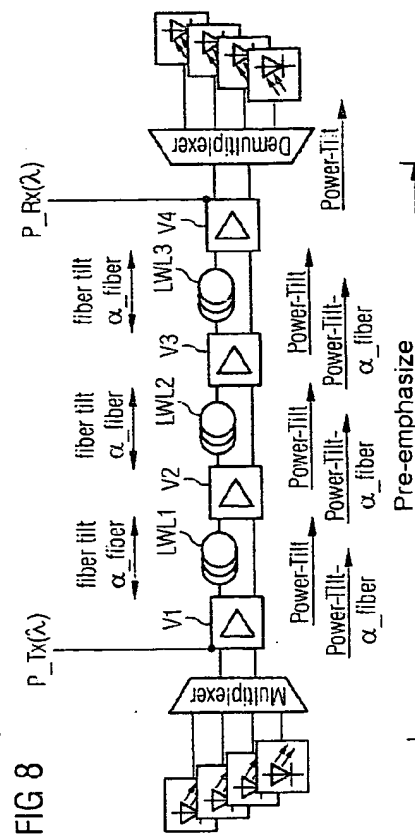 FIG 8
P_Tx(λ)
P_Rx(λ)
fiber tilt
α_fiber
fiber tilt
α_fiber
fiber tilt
α_fiber
V1
LWL1
V2
LWL2
V3
LWL3
V4
Multiplexer
Demultiplexer
Power-Tilt
Power-Tilt-
α_fiber
Power-Tilt
Power-Tilt-
α_fiber
Power-Tilt
Power-Tilt-
α_fiber
Power-Tilt
Pre-emphasize